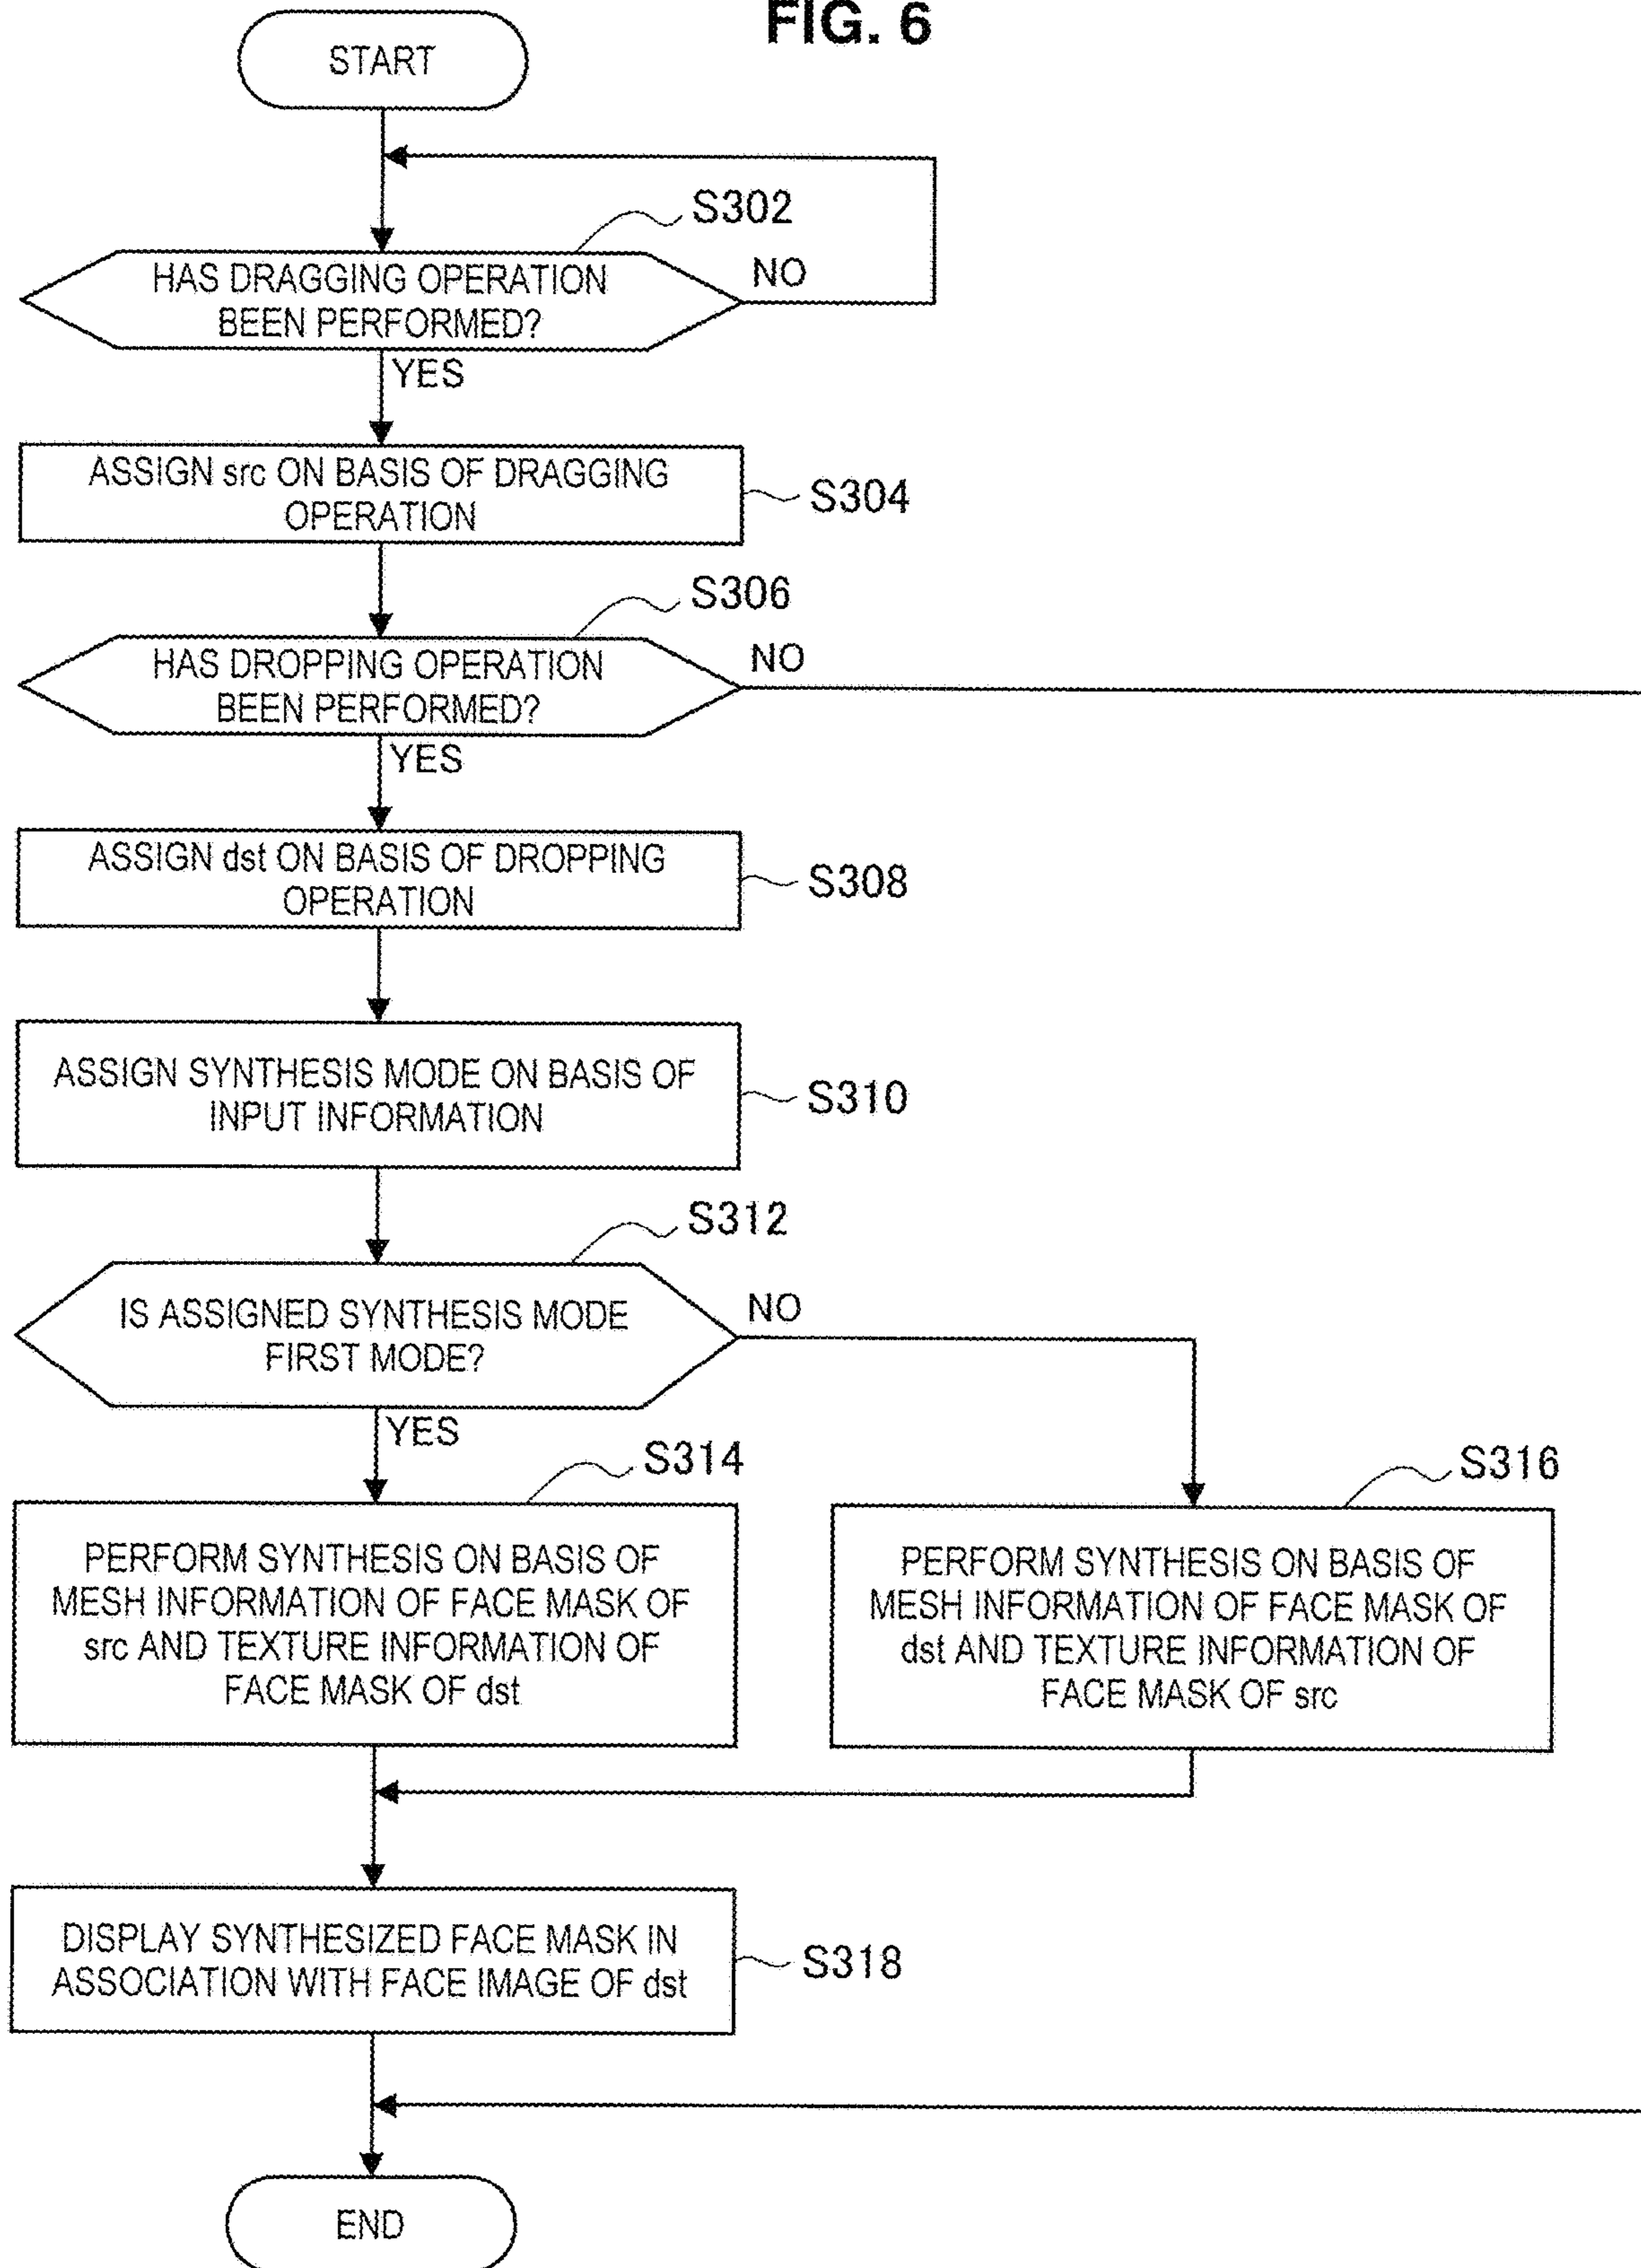 FIG. 6
START
S302
HAS DRAGGING OPERATION
BEEN PERFORMED?
NO
YES
ASSIGN src ON BASIS OF DRAGGING
OPERATION
S304
S306
HAS DROPPING OPERATION
BEEN PERFORMED?
NO
YES
ASSIGN dst ON BASIS OF DROPPING
OPERATION
S308
ASSIGN SYNTHESIS MODE ON BASIS OF
INPUT INFORMATION
S310
S312
IS ASSIGNED SYNTHESIS MODE
FIRST MODE?
NO
YES
S314
PERFORM SYNTHESIS ON BASIS OF
MESH INFORMATION OF FACE MASK OF
src AND TEXTURE INFORMATION OF
FACE MASK OF dst
S316
PERFORM SYNTHESIS ON BASIS OF
MESH INFORMATION OF FACE MASK OF
dst AND TEXTURE INFORMATION OF
FACE MASK OF src
DISPLAY SYNTHESIZED FACE MASK IN
ASSOCIATION WITH FACE IMAGE OF dst
S318
END